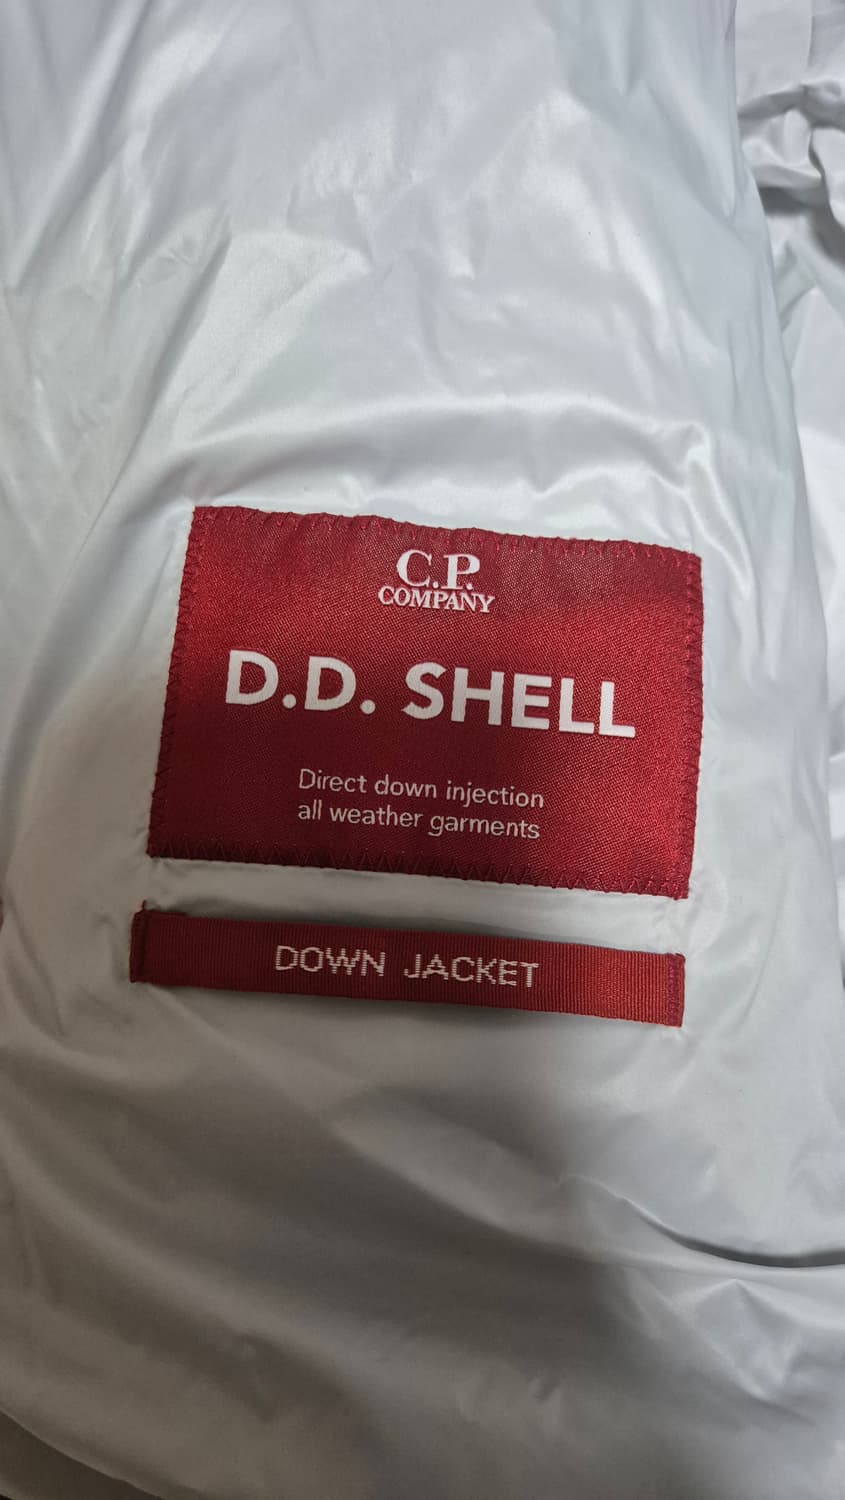 C.P.
COMPANY
D.D. SHELL
Direct down injection
all weather garments
DOWN JACKET